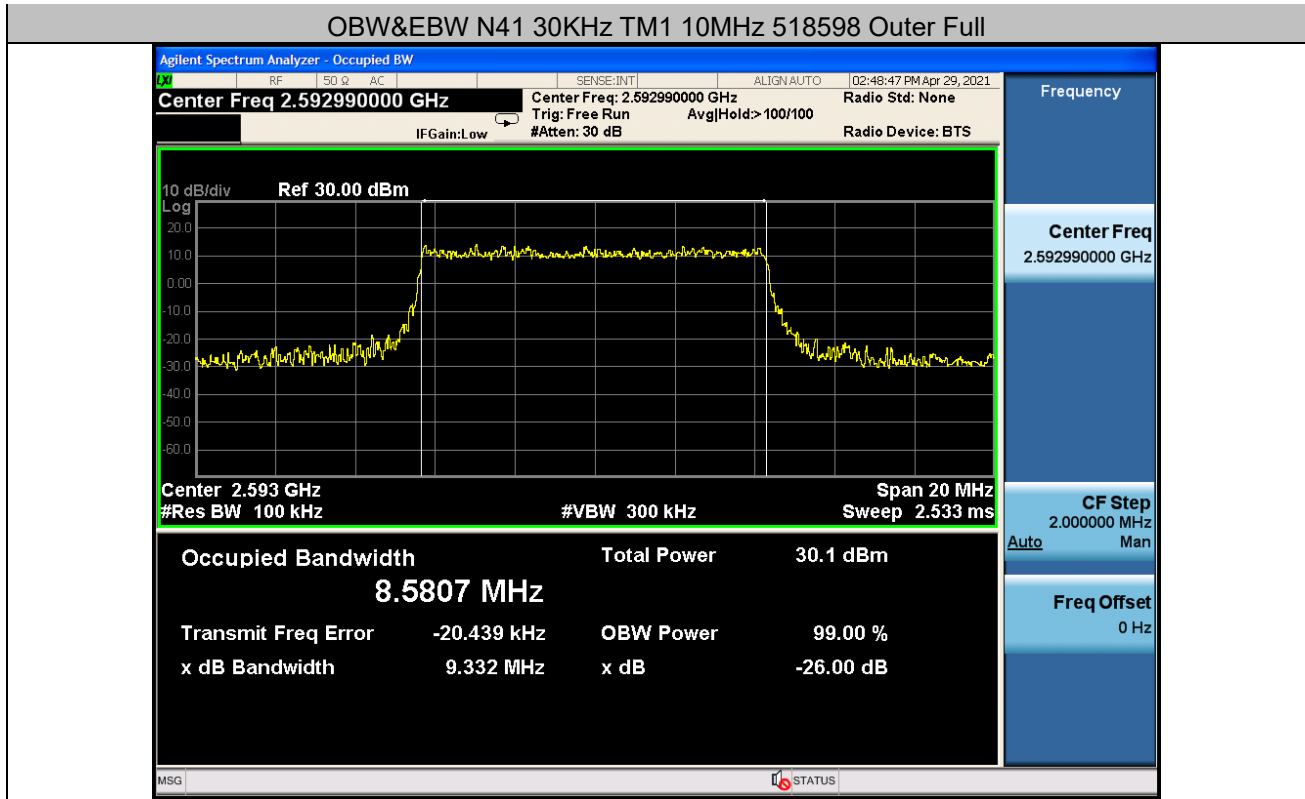 OBW&EBW N41 30KHz TM1 10MHz 518598 Outer Full
Agilent Spectrum Analyzer - Occupied BW
LXI RF 50 Ω AC SENSE:INT ALIGN AUTO 02:48:47 PM Apr 29, 2021
Center Freq 2.592990000 GHz
Center Freq: 2.592990000 GHz
Radio Std: None
Trig: Free Run Avg|Hold:> 100/100
IFGain:Low #Atten: 30 dB Radio Device: BTS
Frequency
10 dB/div Ref 30.00 dBm
Log
20.0
10.0
0.00
-10.0
-20.0
-30.0
-40.0
-50.0
-60.0
Center 2.593 GHz Span 20 MHz
#Res BW 100 kHz #VBW 300 kHz Sweep 2.533 ms
Center Freq
2.592990000 GHz
CF Step
2.000000 MHz
Auto Man
Freq Offset
0 Hz
Occupied Bandwidth Total Power 30.1 dBm
8.5807 MHz
Transmit Freq Error -20.439 kHz OBW Power 99.00 %
x dB Bandwidth 9.332 MHz x dB -26.00 dB
MSG STATUS